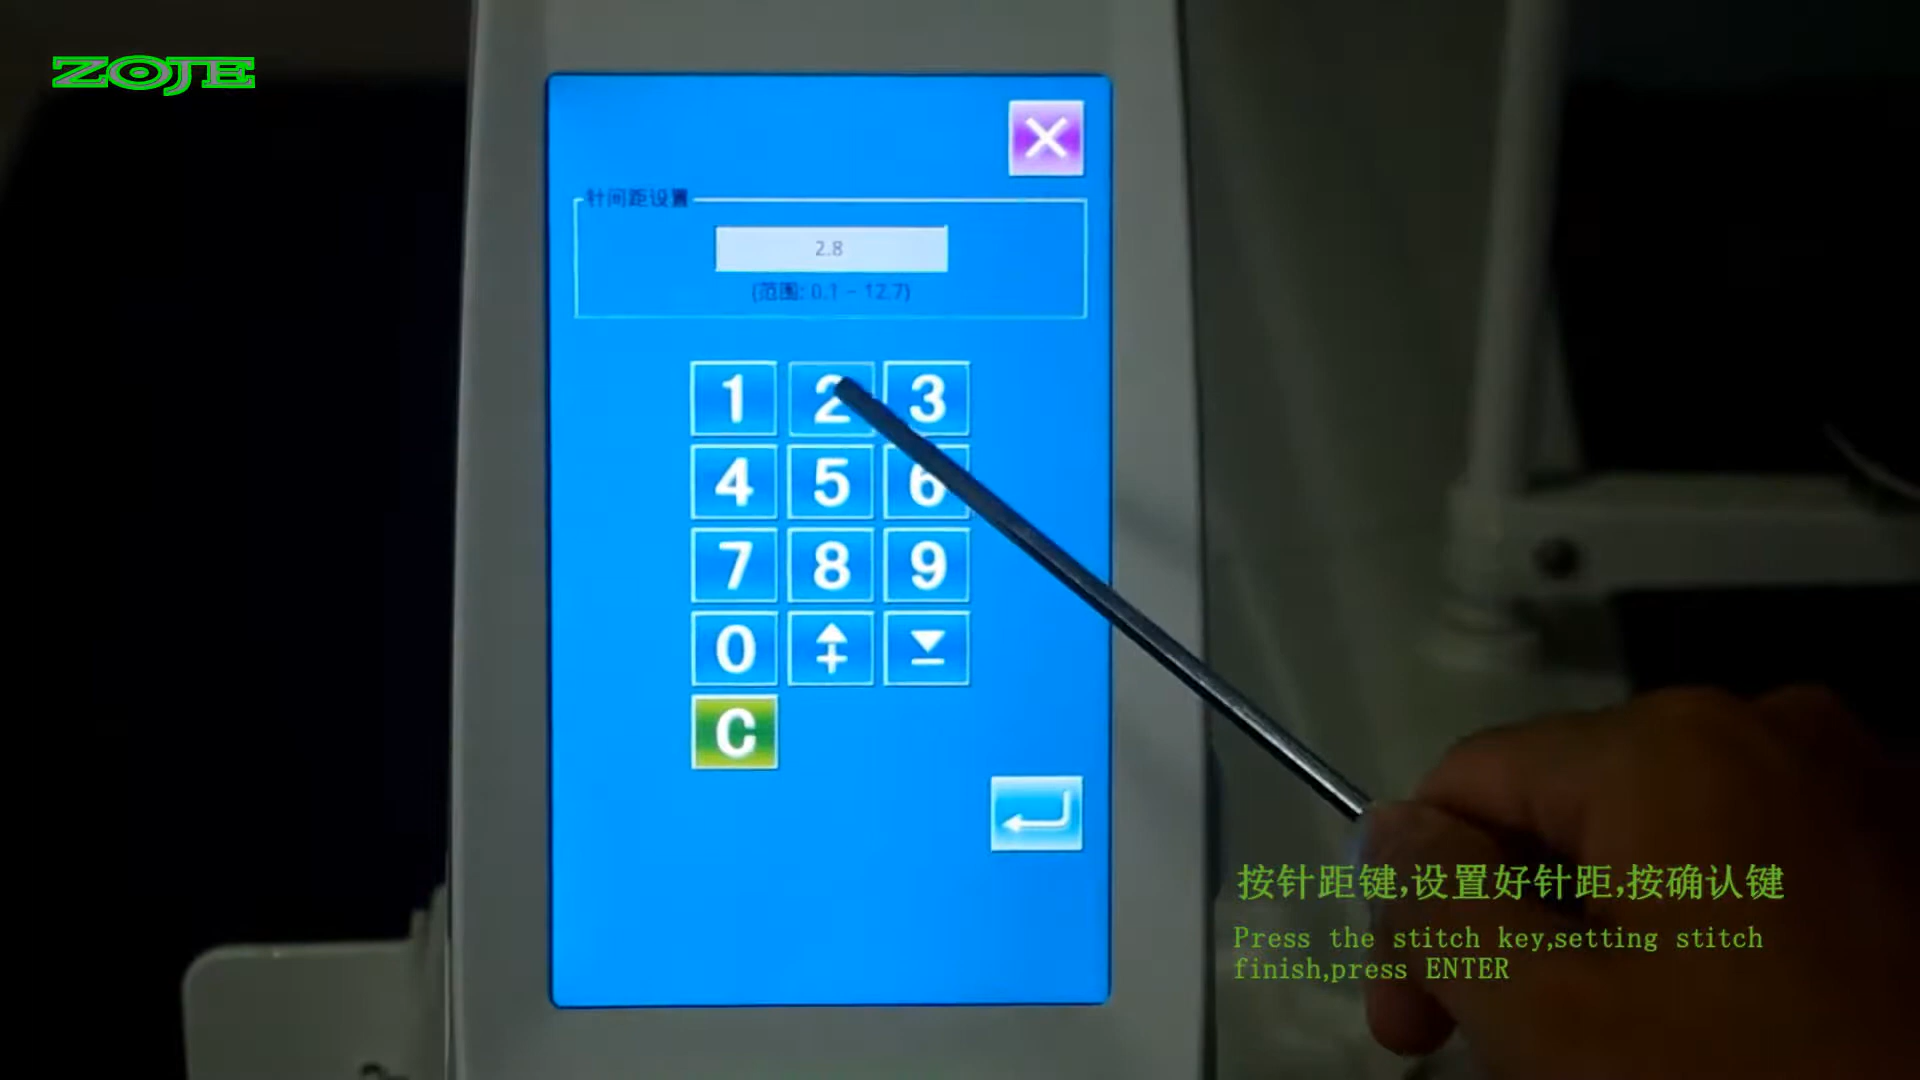 ZOJE
针间距设置
2.8
(范围: 0.1 - 12.7)
1 2 3
4 5 6
7 8 9
0
C
按针距键,设置好针距,按确认键
Press the stitch key,setting stitch
finish,press ENTER